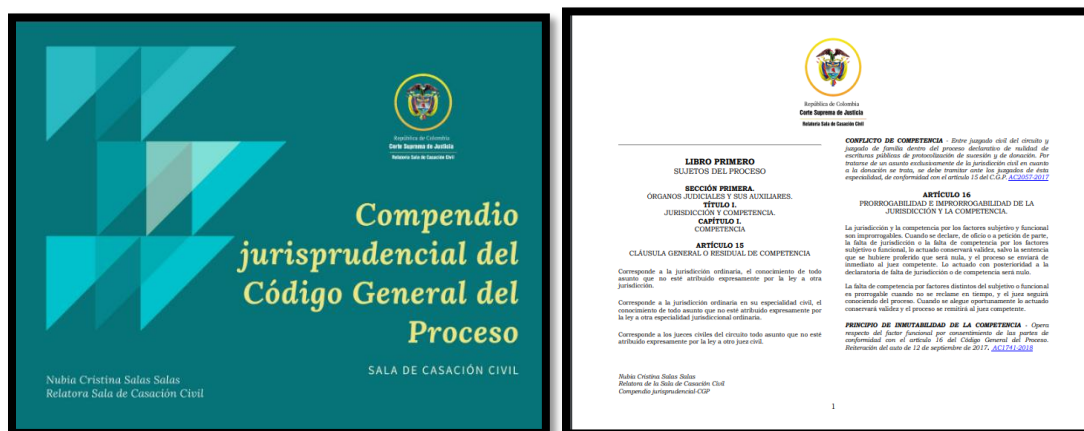 República de Colombia
Corte Suprema de Justicia
Relatoría Sala de Casación Civil
Compendio
jurisprudencial del
Código General del
Proceso
SALA DE CASACIÓN CIVIL
Nubia Cristina Salas Salas
Relatora Sala de Casación Civil
República de Colombia
Corte Suprema de Justicia
Relatoría Sala de Casación Civil
LIBRO PRIMERO
SUJETOS DEL PROCESO
SECCIÓN PRIMERA.
ÓRGANOS JUDICIALES Y SUS AUXILIARES.
TÍTULO I.
JURISDICCIÓN Y COMPETENCIA.
CAPÍTULO I.
COMPETENCIA
ARTÍCULO 15
CLÁUSULA GENERAL O RESIDUAL DE COMPETENCIA
Corresponde a la jurisdicción ordinaria, el conocimiento de todo
asunto que no esté atribuido expresamente por la ley a otra
jurisdicción.
Corresponde a la jurisdicción ordinaria en su especialidad civil, el
conocimiento de todo asunto que no esté atribuido expresamente por
la ley a otra especialidad jurisdiccional ordinaria.
Corresponde a los jueces civiles del circuito todo asunto que no esté
atribuido expresamente por la ley a otro juez civil.
CONFLICTO DE COMPETENCIA - Entre juzgado civil del circuito y
juzgado de familia dentro del proceso declarativo de nulidad de
escrituras públicas de protocolización de sucesión y de donación. Por
tratarse de un asunto exclusivamente de la jurisdicción civil en cuanto
a la donación se trata, se debe tramitar ante los juzgados de ésta
especialidad, de conformidad con el artículo 15 del C.G.P. AC2057-2017
ARTÍCULO 16
PRORROGABILIDAD E IMPRORROGABILIDAD DE LA
JURISDICCIÓN Y LA COMPETENCIA.
La jurisdicción y la competencia por los factores subjetivo y funcional
son improrrogables. Cuando se declare, de oficio o a petición de parte,
la falta de jurisdicción o la falta de competencia por los factores
subjetivo o funcional, lo actuado conservará validez, salvo la sentencia
que se hubiere proferido que será nula, y el proceso se enviará de
inmediato al juez competente. Lo actuado con posterioridad a la
declaratoria de falta de jurisdicción o de competencia será nulo.
La falta de competencia por factores distintos del subjetivo o funcional
es prorrogable cuando no se reclame en tiempo, y el juez seguirá
conociendo del proceso. Cuando se alegue oportunamente lo actuado
conservará validez y el proceso se remitirá al juez competente.
PRINCIPIO DE INMUTABILIDAD DE LA COMPETENCIA - Opera
respecto del factor funcional por consentimiento de las partes de
conformidad con el artículo 16 del Código General del Proceso.
Reiteración del auto de 12 de septiembre de 2017. AC1741-2018
Nubia Cristina Salas Salas
Relatora de la Sala de Casación Civil
Compendio jurisprudencial-CGP
1